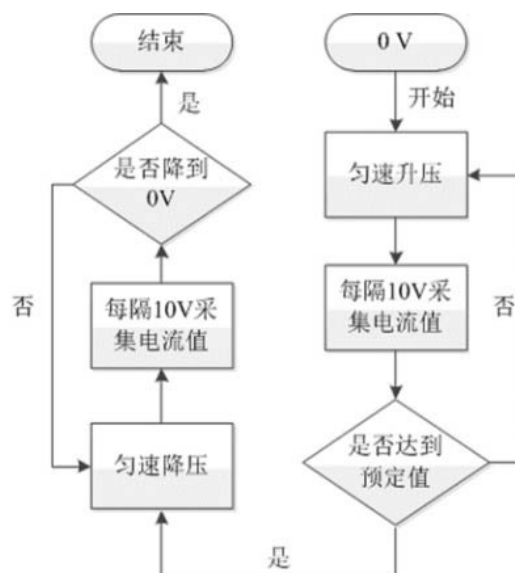 结束
0 V
是
开始
是否降到
0V
匀速升压
否
每隔10V采
集电流值
每隔10V采
集电流值
否
匀速降压
是否达到
预定值
是